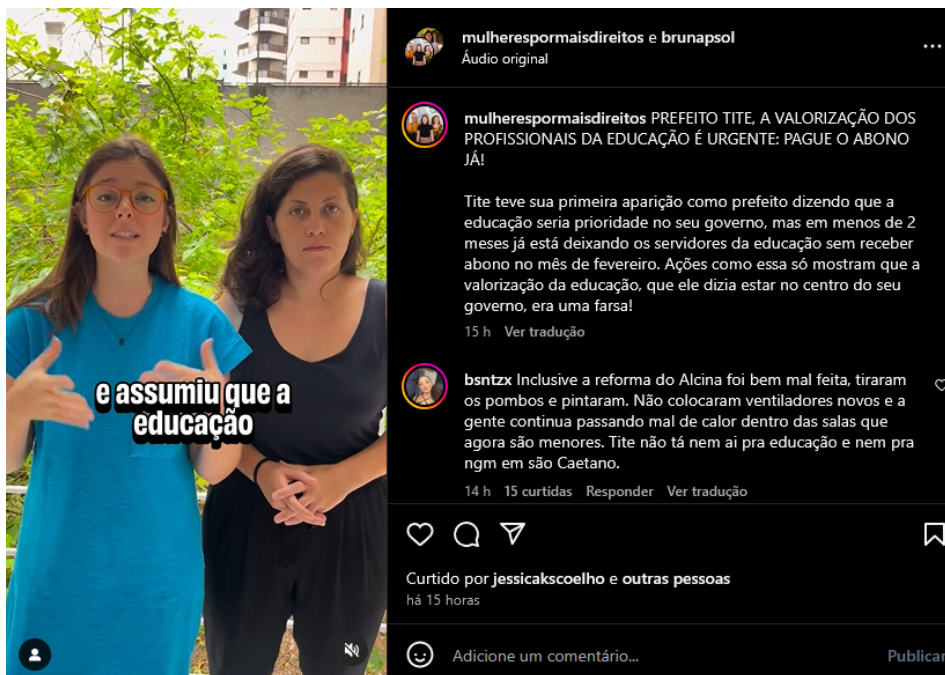 e assumiu que a
educação
mulherespormaisdireitos e brunapsol
Áudio original
mulherespormaisdireitos PREFEITO TITE, A VALORIZAÇÃO DOS
PROFISSIONAIS DA EDUCAÇÃO É URGENTE: PAGUE O ABONO
JÁ!
Tite teve sua primeira aparição como prefeito dizendo que a
educação seria prioridade no seu governo, mas em menos de 2
meses já está deixando os servidores da educação sem receber
abono no mês de fevereiro. Ações como essa só mostram que a
valorização da educação, que ele dizia estar no centro do seu
governo, era uma farsa!
15 h Ver tradução
bsntzx Inclusive a reforma do Alcina foi bem mal feita, tiraram
os pombos e pintaram. Não colocaram ventiladores novos e a
gente continua passando mal de calor dentro das salas que
agora são menores. Tite não tá nem ai pra educação e nem pra
ngm em são Caetano.
14 h 15 curtidas Responder Ver tradução
Curtido por jessicakscoelho e outras pessoas
há 15 horas
Adicione um comentário...
Publicar